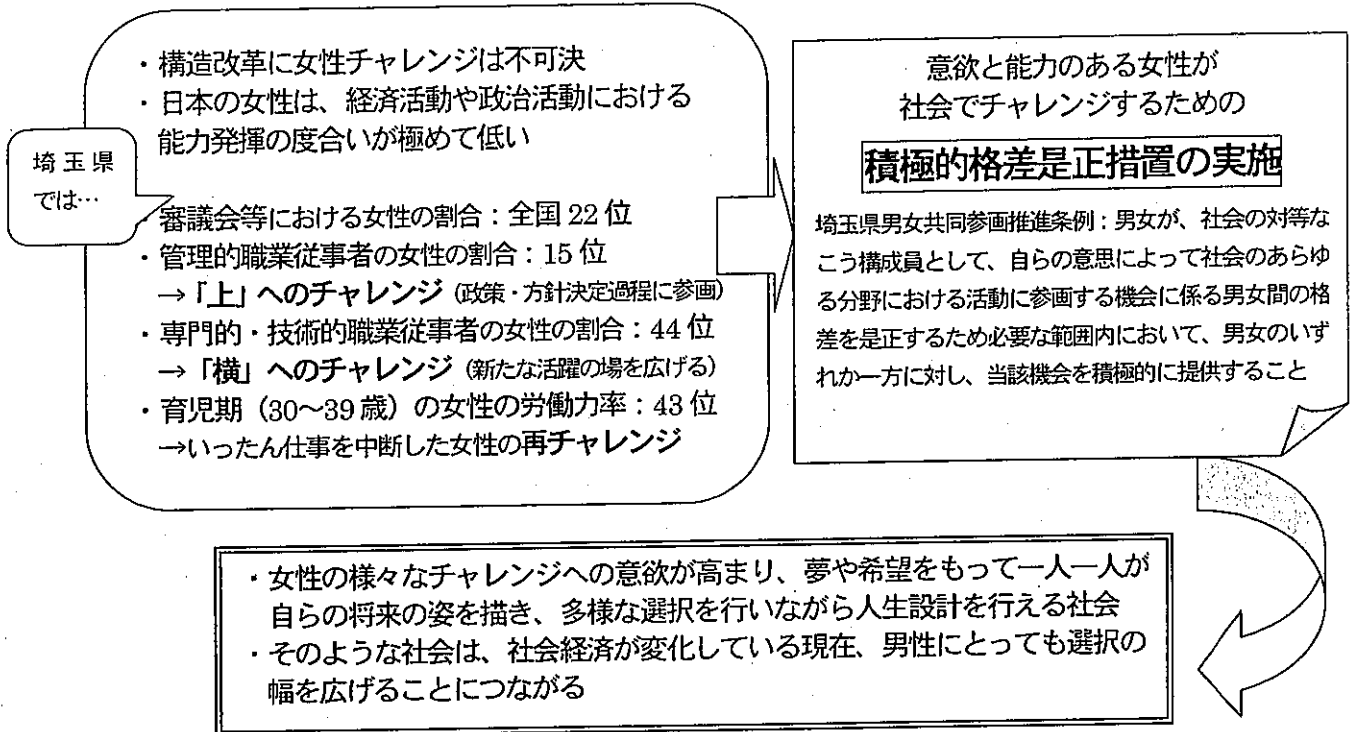 ・構造改革に女性チャレンジは不可決
・日本の女性は、経済活動や政治活動における
能力発揮の度合いが極めて低い
埼玉県
では…
・審議会等における女性の割合：全国 22 位
・管理的職業従事者の女性の割合：15 位
→「上」へのチャレンジ（政策・方針決定過程に参画）
・専門的・技術的職業従事者の女性の割合：44 位
→「横」へのチャレンジ（新たな活躍の場を広げる）
・育児期（30～39 歳）の女性の労働力率：43 位
→いったん仕事を中断した女性の再チャレンジ
意欲と能力のある女性が
社会でチャレンジするための
積極的格差是正措置の実施
埼玉県男女共同参画推進条例：男女が、社会の対等な
こう構成員として、自らの意思によって社会のあらゆ
る分野における活動に参画する機会に係る男女間の格
差を是正するため必要な範囲内において、男女のいず
れか一方に対し、当該機会を積極的に提供すること
・女性の様々なチャレンジへの意欲が高まり、夢や希望をもって一人一人が
自らの将来の姿を描き、多様な選択を行いながら人生設計を行える社会
・そのような社会は、社会経済が変化している現在、男性にとっても選択の
幅を広げることにつながる